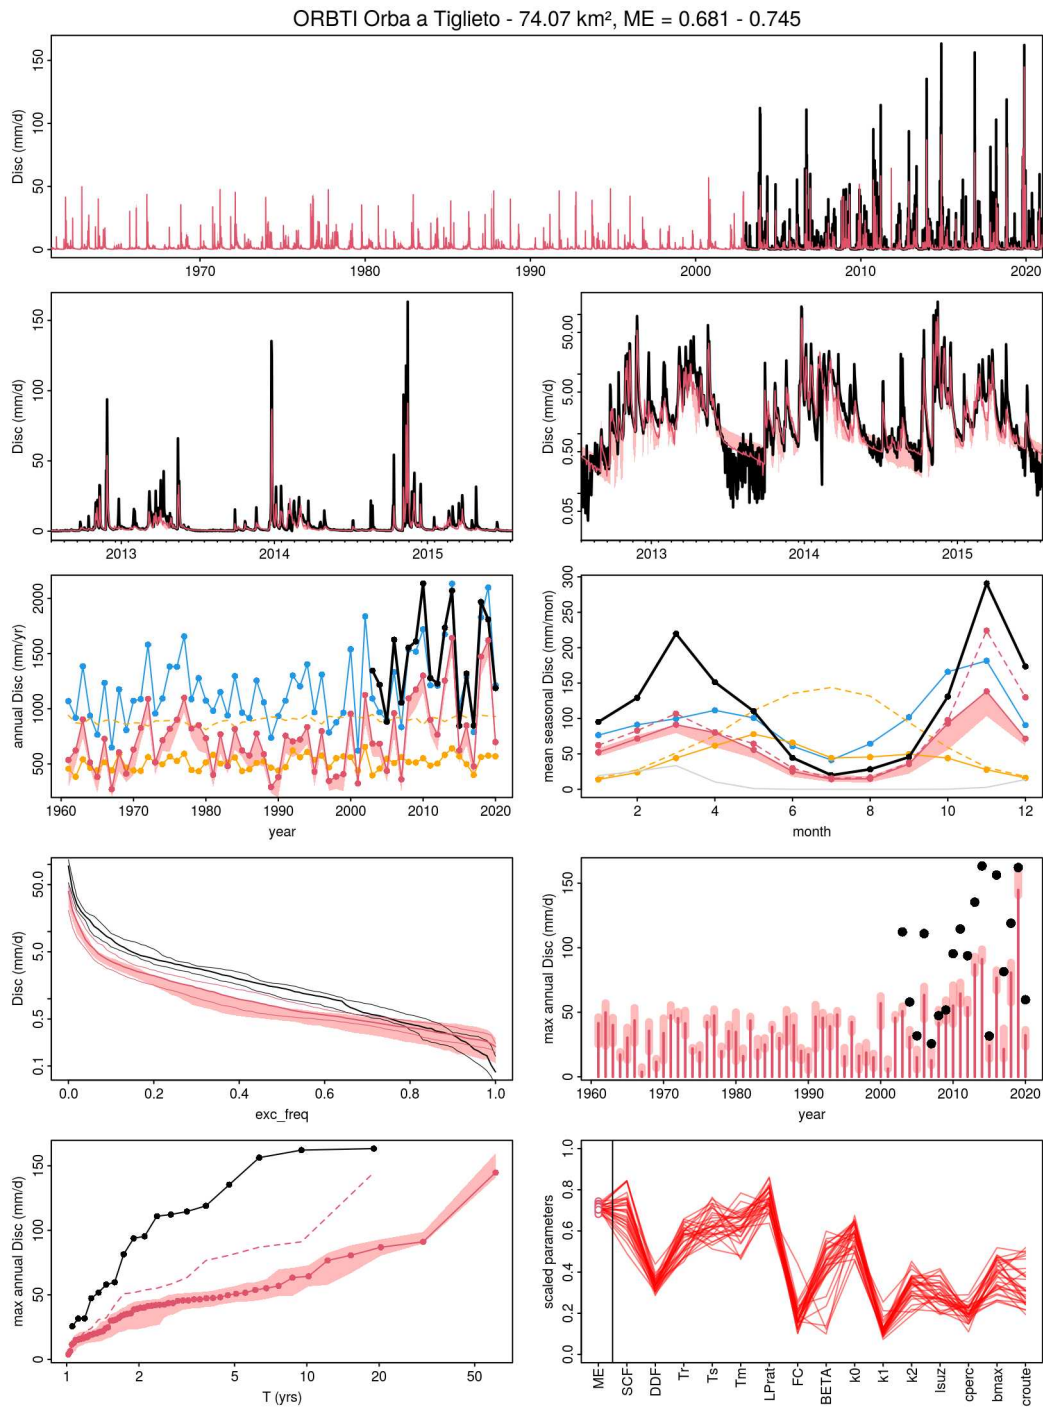 ORBTI Orba a Tiglieto - 74.07 km², ME = 0.681 - 0.745
Disc (mm/d)
150
100
50
0
1970 1980 1990 2000 2010 2020
Disc (mm/d)
150
100
50
0
2013 2014 2015
Disc (mm/d)
50.00
5.00
0.50
0.05
2013 2014 2015
annual Disc (mm/yr)
2000
1500
1000
500
1960 1970 1980 1990 2000 2010 2020
year
mean seasonal Disc (mm/mon)
300
250
200
150
100
50
0
2 4 6 8 10 12
month
Disc (mm/d)
50.0
5.0
0.5
0.1
0.0 0.2 0.4 0.6 0.8 1.0
exc_freq
max annual Disc (mm/d)
150
100
50
0
1960 1970 1980 1990 2000 2010 2020
year
max annual Disc (mm/d)
150
100
50
0
1 2 5 10 20 50
T (yrs)
scaled parameters
1.0
0.8
0.6
0.4
0.2
0.0
ME SCF DDF Tr Ts Tm LPrat FC BETA k0 k1 k2 lsuz cperc bmax croute